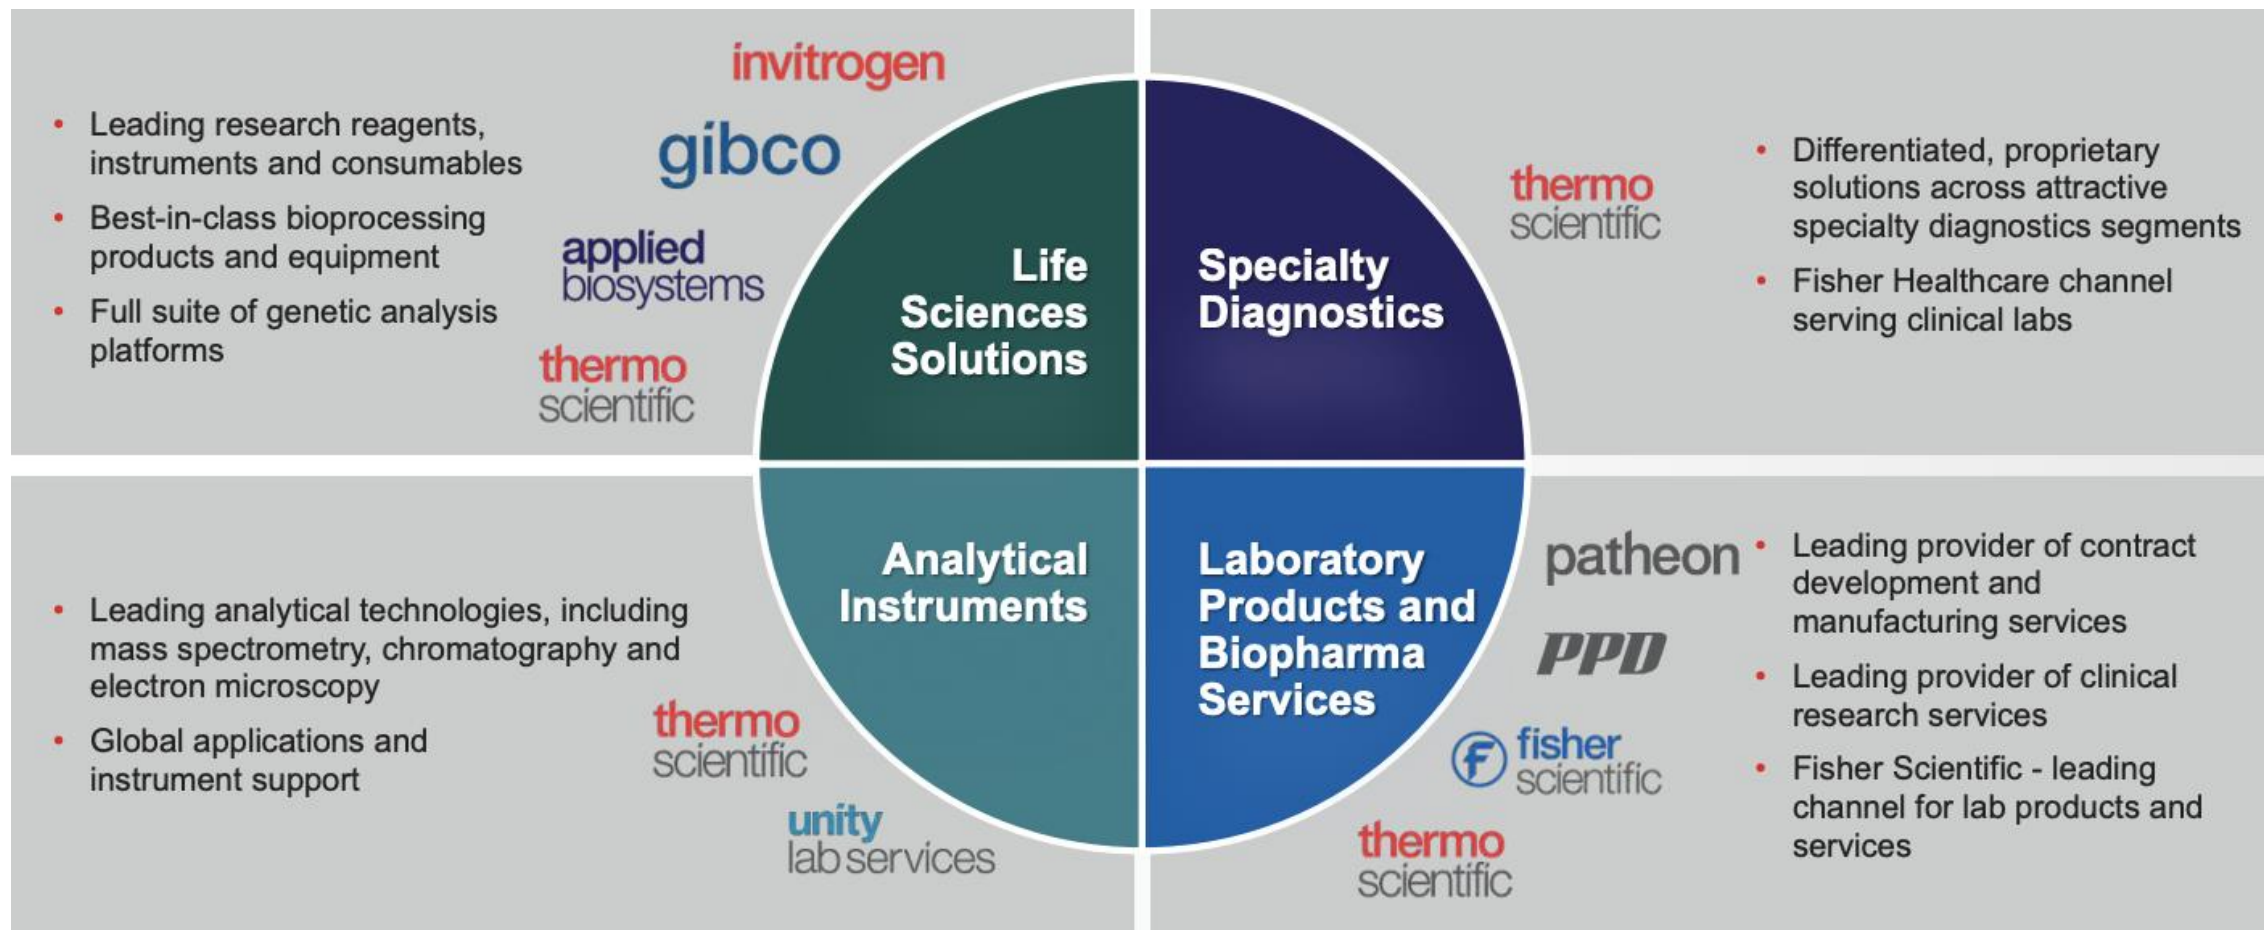 invitrogen
gibco
applied
biosystems
thermo
scientific
• Leading research reagents,
instruments and consumables
• Best-in-class bioprocessing
products and equipment
• Full suite of genetic analysis
platforms
Life
Sciences
Solutions
Specialty
Diagnostics
thermo
scientific
• Differentiated, proprietary
solutions across attractive
specialty diagnostics segments
• Fisher Healthcare channel
serving clinical labs
• Leading analytical technologies, including
mass spectrometry, chromatography and
electron microscopy
• Global applications and
instrument support
thermo
scientific
unity
lab services
Analytical
Instruments
Laboratory
Products and
Biopharma
Services
patheon
PPD
fisher
scientific
thermo
scientific
• Leading provider of contract
development and
manufacturing services
• Leading provider of clinical
research services
• Fisher Scientific - leading
channel for lab products and
services